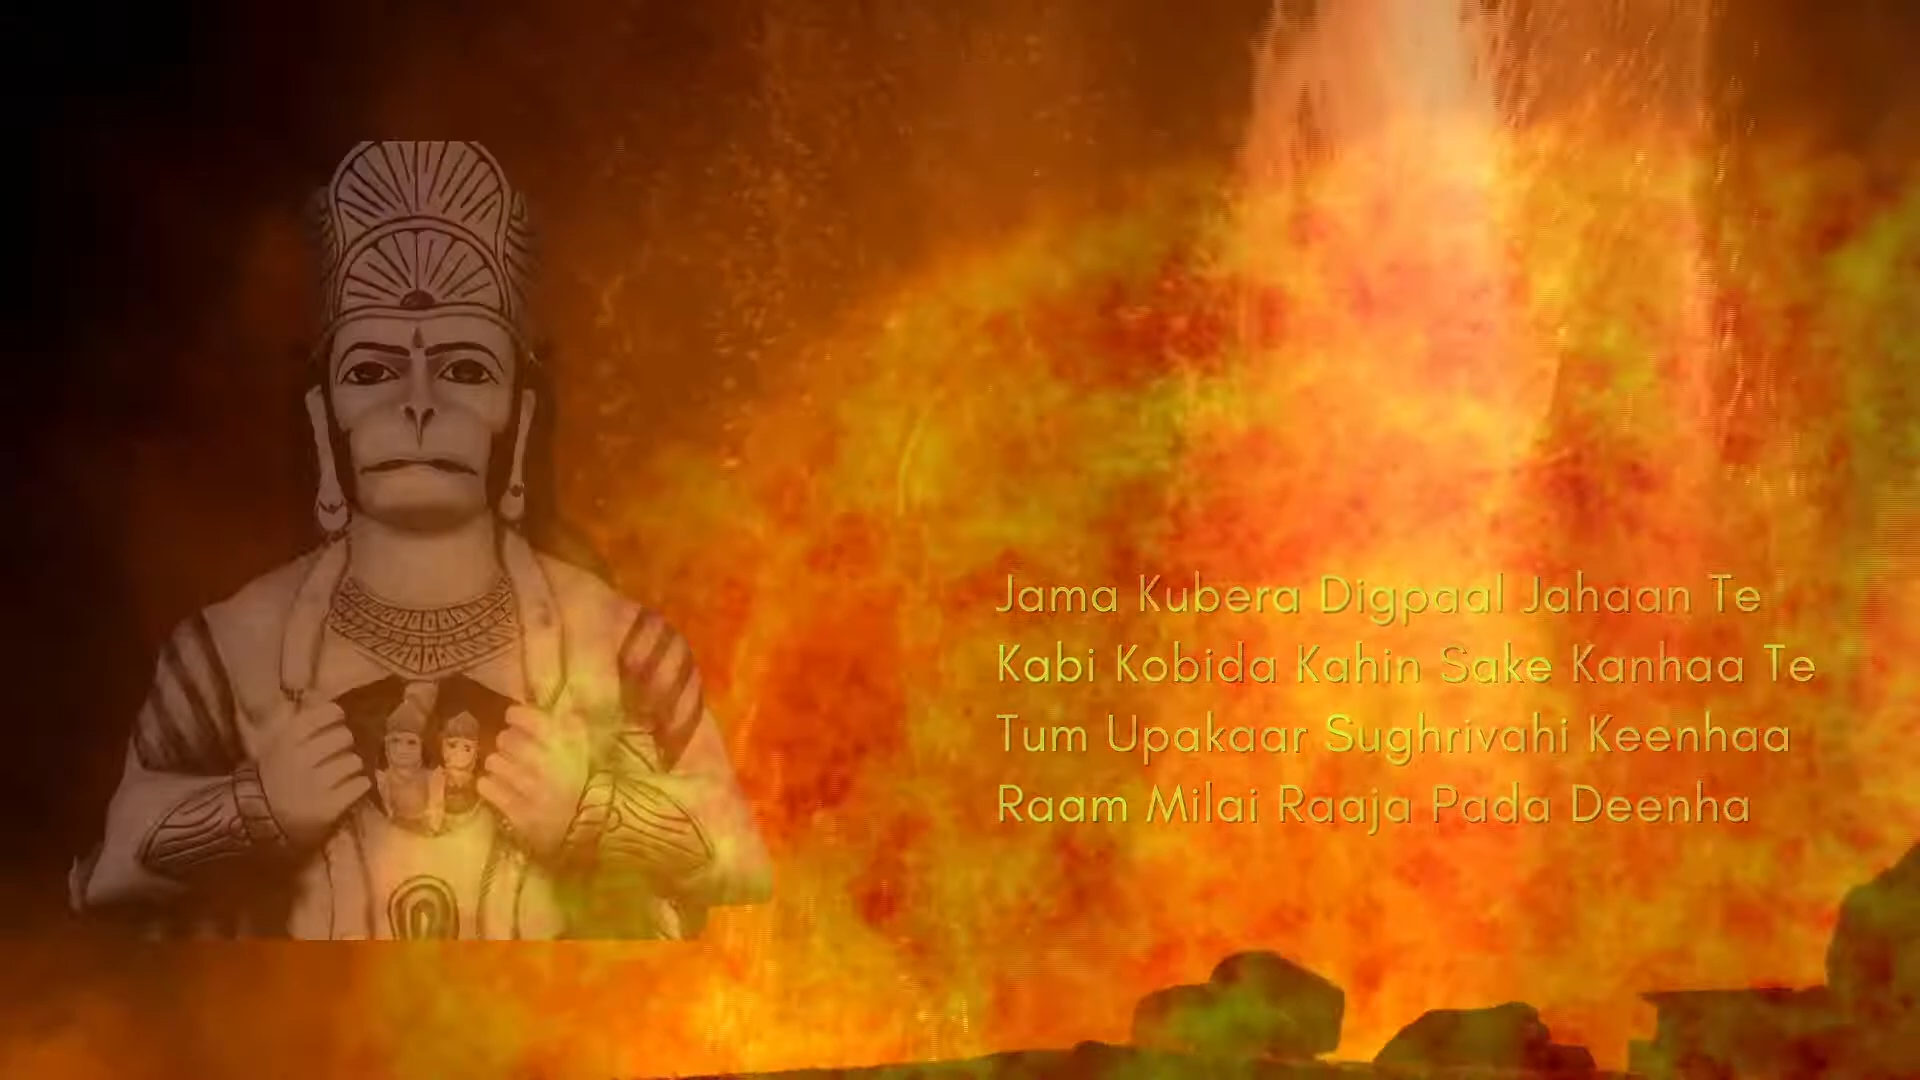 Jama Kubera Digpaal Jahaan Te
Kabi Kobida Kahin Sake Kanhaa Te
Tum Upakaar Sughrivahi Keenhaa
Raam Milai Raaja Pada Deenha